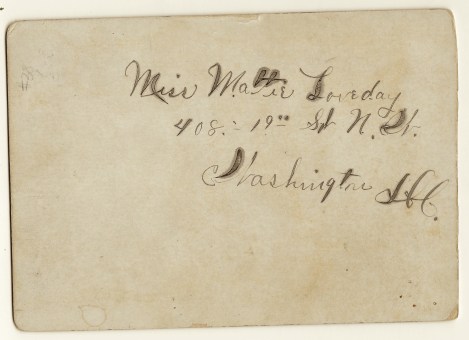 Miss Mattie Loveday
408.- 19th St N. W.
Washington D.C.